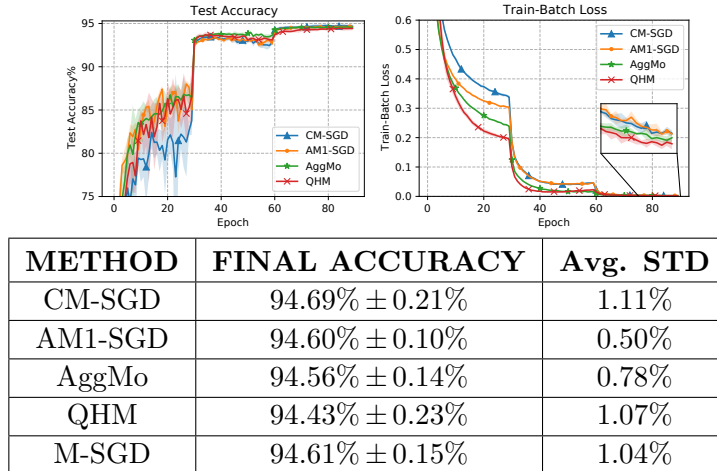 Test Accuracy
Test Accuracy%
95
90
85
80
75
0 20 40 60 80
Epoch
CM-SGD
AM1-SGD
AggMo
QHM
Train-Batch Loss
Train-Batch Loss
0.6
0.5
0.4
0.3
0.2
0.1
0.0
0 20 40 60 80
Epoch
CM-SGD
AM1-SGD
AggMo
QHM
METHOD FINAL ACCURACY Avg. STD
CM-SGD 94.69% ± 0.21% 1.11%
AM1-SGD 94.60% ± 0.10% 0.50%
AggMo 94.56% ± 0.14% 0.78%
QHM 94.43% ± 0.23% 1.07%
M-SGD 94.61% ± 0.15% 1.04%